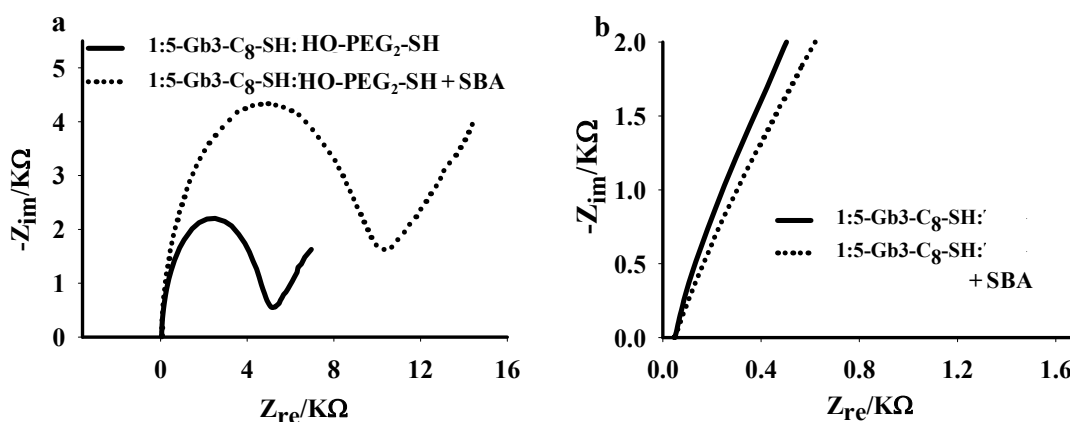 a
1:5-Gb3-C8-SH: HO-PEG2-SH
1:5-Gb3-C8-SH:HO-PEG2-SH + SBA
5
4
3
2
1
0
-Zim/KΩ
0 4 8 12 16
Zre/KΩ
b
2.0
1.5
1.0
0.5
0.0
-Zim/KΩ
1:5-Gb3-C8-SH:
1:5-Gb3-C8-SH:
+ SBA
0.0 0.4 0.8 1.2 1.6
Zre/KΩ